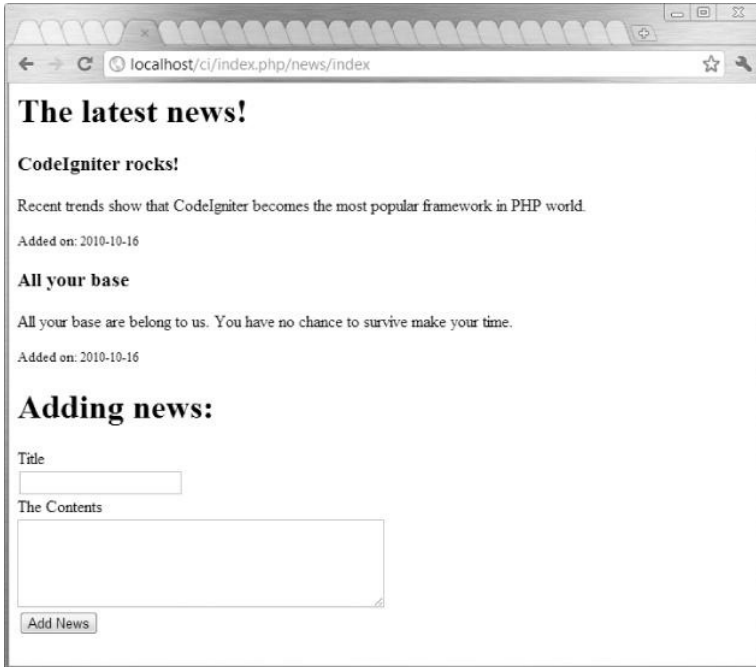 localhost/ci/index.php/news/index
The latest news!
CodeIgniter rocks!
Recent trends show that CodeIgniter becomes the most popular framework in PHP world.
Added on: 2010-10-16
All your base
All your base are belong to us. You have no chance to survive make your time.
Added on: 2010-10-16
Adding news:
Title
The Contents
Add News